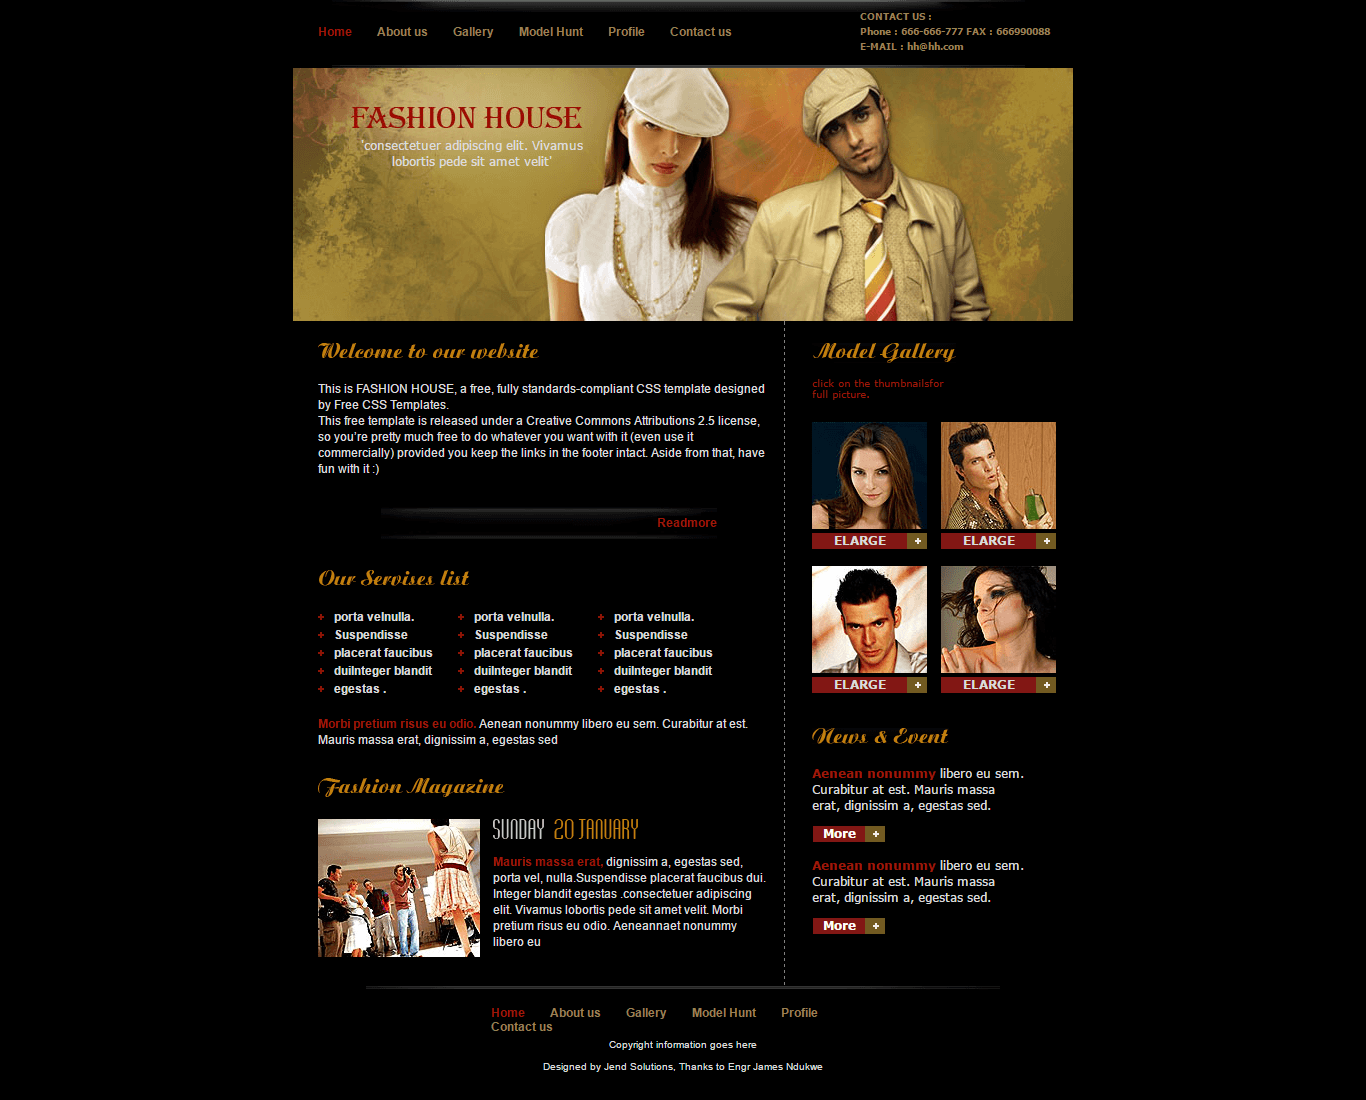 Home About us Gallery Model Hunt Profile Contact us
CONTACT US :
Phone : 666-666-777 FAX : 666990088
E-MAIL : hh@hh.com
FASHION HOUSE
'consectetuer adipiscing elit. Vivamus
lobortis pede sit amet velit'
Welcome to our website
This is FASHION HOUSE, a free, fully standards-compliant CSS template designed
by Free CSS Templates.
This free template is released under a Creative Commons Attributions 2.5 license,
so you're pretty much free to do whatever you want with it (even use it
commercially) provided you keep the links in the footer intact. Aside from that, have
fun with it :)
Readmore
Our Servises list
porta velnulla. porta velnulla. porta velnulla.
Suspendisse Suspendisse Suspendisse
placerat faucibus placerat faucibus placerat faucibus
duiInteger blandit duiInteger blandit duiInteger blandit
egestas . egestas . egestas .
Morbi pretium risus eu odio. Aenean nonummy libero eu sem. Curabitur at est.
Mauris massa erat, dignissim a, egestas sed
Fashion Magazine
SUNDAY 20 JANUARY
Mauris massa erat, dignissim a, egestas sed,
porta vel, nulla.Suspendisse placerat faucibus dui.
Integer blandit egestas .consectetuer adipiscing
elit. Vivamus lobortis pede sit amet velit. Morbi
pretium risus eu odio. Aeneannaet nonummy
libero eu
Model Gallery
click on the thumbnailsfor
full picture.
ELARGE + ELARGE +
ELARGE + ELARGE +
News & Event
Aenean nonummy libero eu sem.
Curabitur at est. Mauris massa
erat, dignissim a, egestas sed.
More +
Aenean nonummy libero eu sem.
Curabitur at est. Mauris massa
erat, dignissim a, egestas sed.
More +
Home About us Gallery Model Hunt Profile
Contact us
Copyright information goes here
Designed by Jend Solutions, Thanks to Engr James Ndukwe